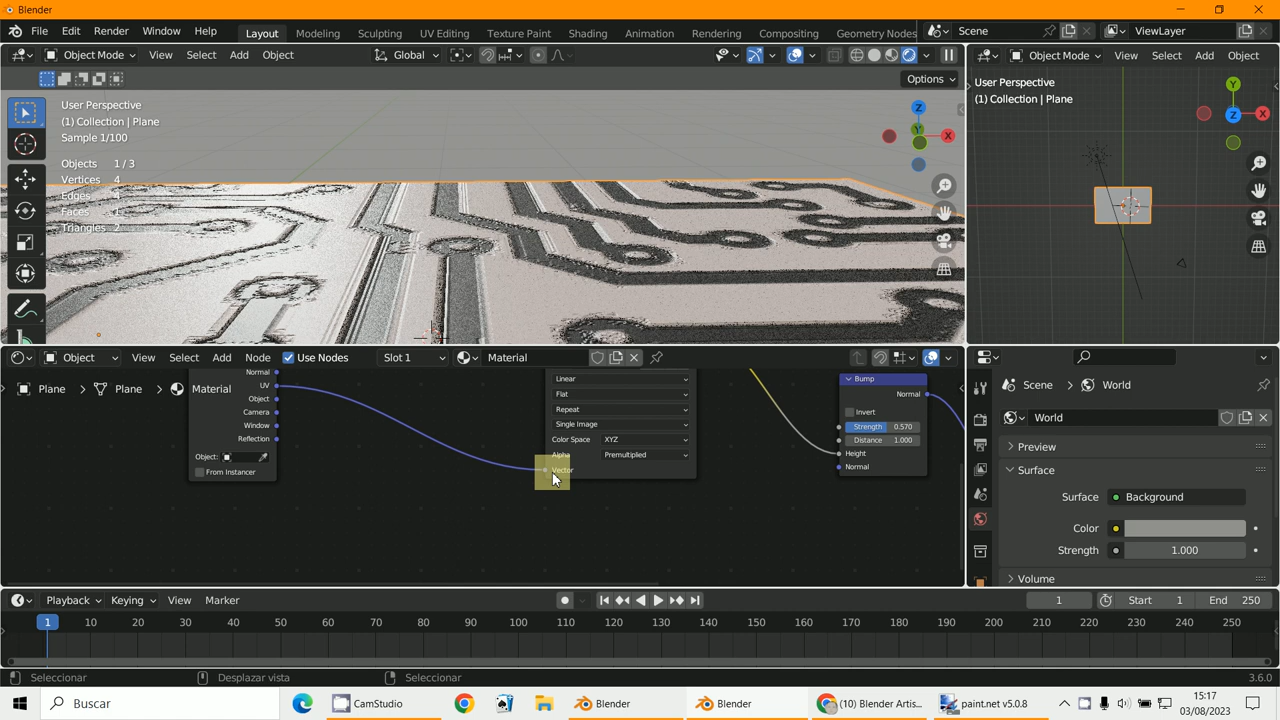 Blender
File Edit Render Window Help
Layout Modeling Sculpting UV Editing Texture Paint Shading Animation Rendering Compositing Geometry Nodes
Scene
ViewLayer
Object Mode View Select Add Object
Global
Object Mode View Select Add Object
Options
User Perspective
(1) Collection | Plane
Sample 1/100
Objects 1 / 3
Vertices 4
Edges 4
Faces 1
Triangles 2
Z
Y
X
User Perspective
(1) Collection | Plane
Y
Z
X
Object View Select Add Node Use Nodes Slot 1 Material
Plane Plane Material
Normal
UV
Object
Camera
Window
Reflection
Object:
From Instancer
Linear
Flat
Repeat
Single Image
Color Space XYZ
Alpha Premultiplied
Vector
Bump
Normal
Invert
Strength 0.570
Distance 1.000
Height
Normal
Scene World
World
Preview
Surface
Surface Background
Color
Strength 1.000
Volume
Playback Keying View Marker
1 Start 1 End 250
1 10 20 30 40 50 60 70 80 90 100 110 120 130 140 150 160 170 180 190 200 210 220 230 240 250
Seleccionar Desplazar vista Seleccionar 3.6.0
Buscar
CamStudio
Blender
Blender
(10) Blender Artis...
paint.net v5.0.8
15:17
03/08/2023